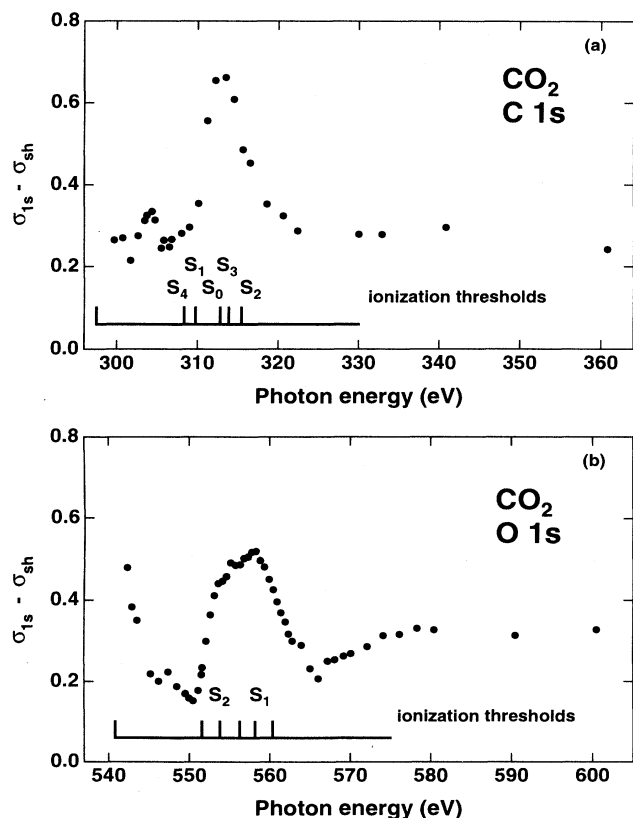 (a)
CO₂
C 1s
0.8
0.6
0.4
0.2
0.0
σ₁ₛ - σₛₕ
S₁ S₃
S₄ S₀ S₂
ionization thresholds
300 310 320 330 340 350 360
Photon energy (eV)
(b)
CO₂
O 1s
0.8
0.6
0.4
0.2
0.0
σ₁ₛ - σₛₕ
S₂ S₁
ionization thresholds
540 550 560 570 580 590 600
Photon energy (eV)